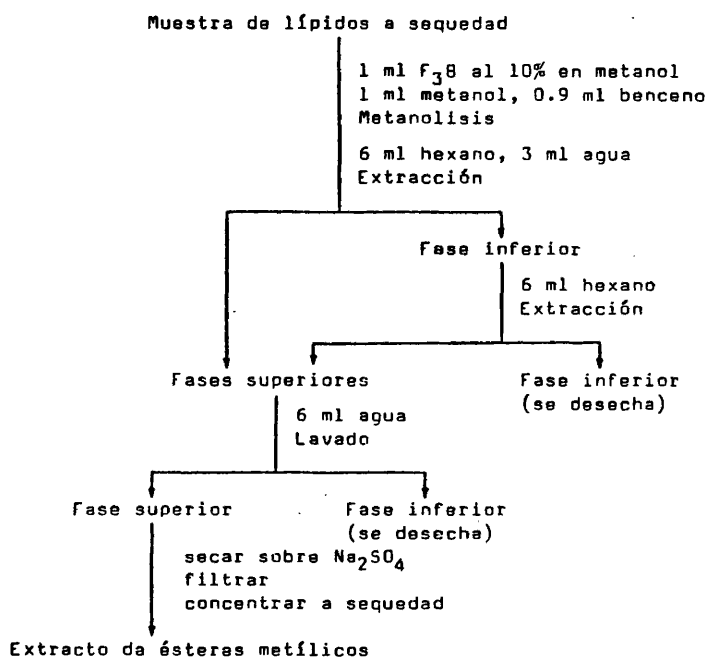 Muestra de lípidos a sequedad
1 ml F3B al 10% en metanol
1 ml metanol, 0.9 ml benceno
Metanolisis
6 ml hexano, 3 ml agua
Extracción
Fase inferior
6 ml hexano
Extracción
Fases superiores
Fase inferior
(se desecha)
6 ml agua
Lavado
Fase superior
Fase inferior
(se desecha)
secar sobre Na2SO4
filtrar
concentrar a sequedad
Extracto da ésteras metílicos